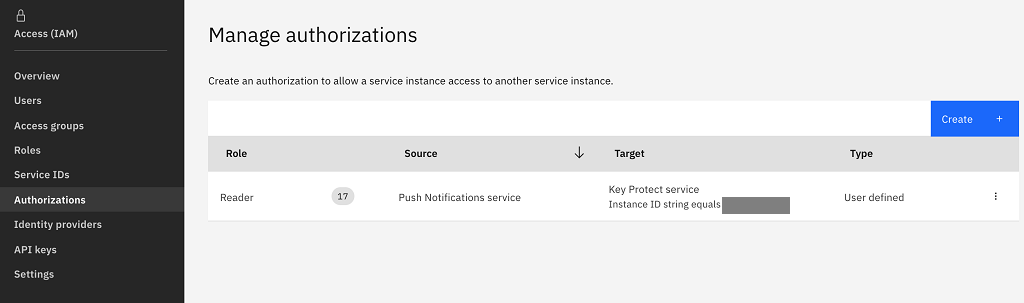 Access (IAM)
Overview
Users
Access groups
Roles
Service IDs
Authorizations
Identity providers
API keys
Settings
Manage authorizations
Create an authorization to allow a service instance access to another service instance.
Create +
Role Source Target Type
Reader 17 Push Notifications service Key Protect service User defined
Instance ID string equals